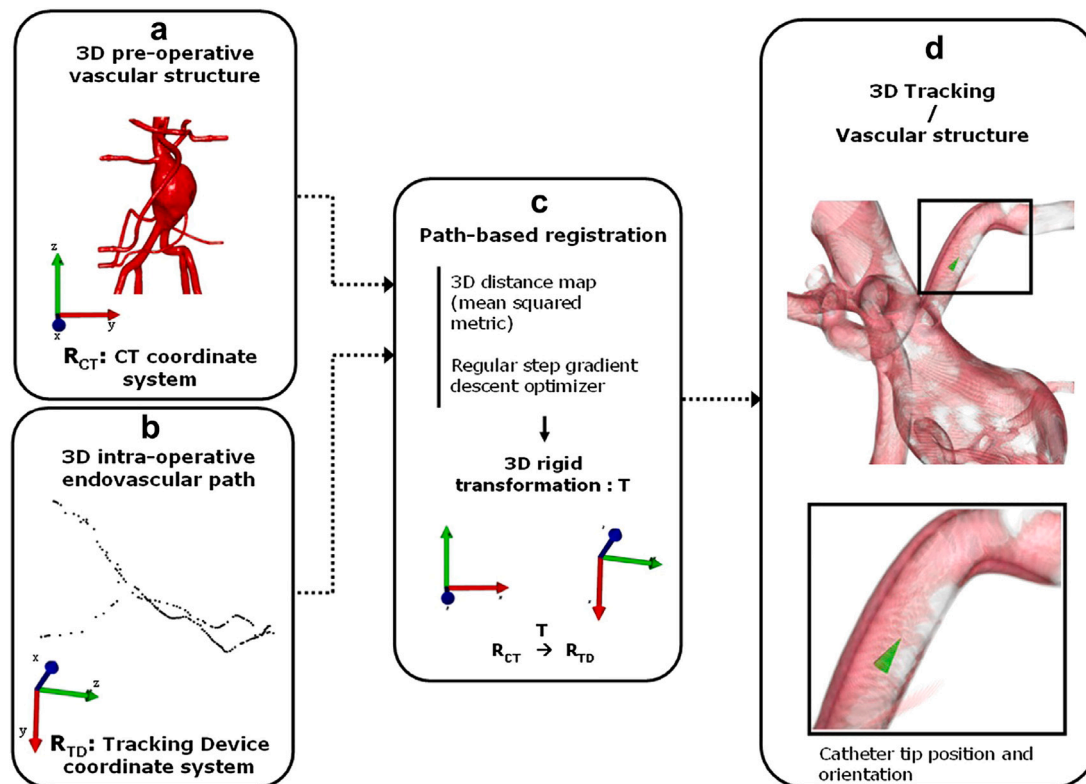 a
3D pre-operative
vascular structure
z
y
x
R_CT: CT coordinate
system
b
3D intra-operative
endovascular path
x
z
y
R_TD: Tracking Device
coordinate system
c
Path-based registration
3D distance map
(mean squared
metric)
Regular step gradient
descent optimizer
3D rigid
transformation : T
T
R_CT → R_TD
d
3D Tracking
/
Vascular structure
Catheter tip position and
orientation